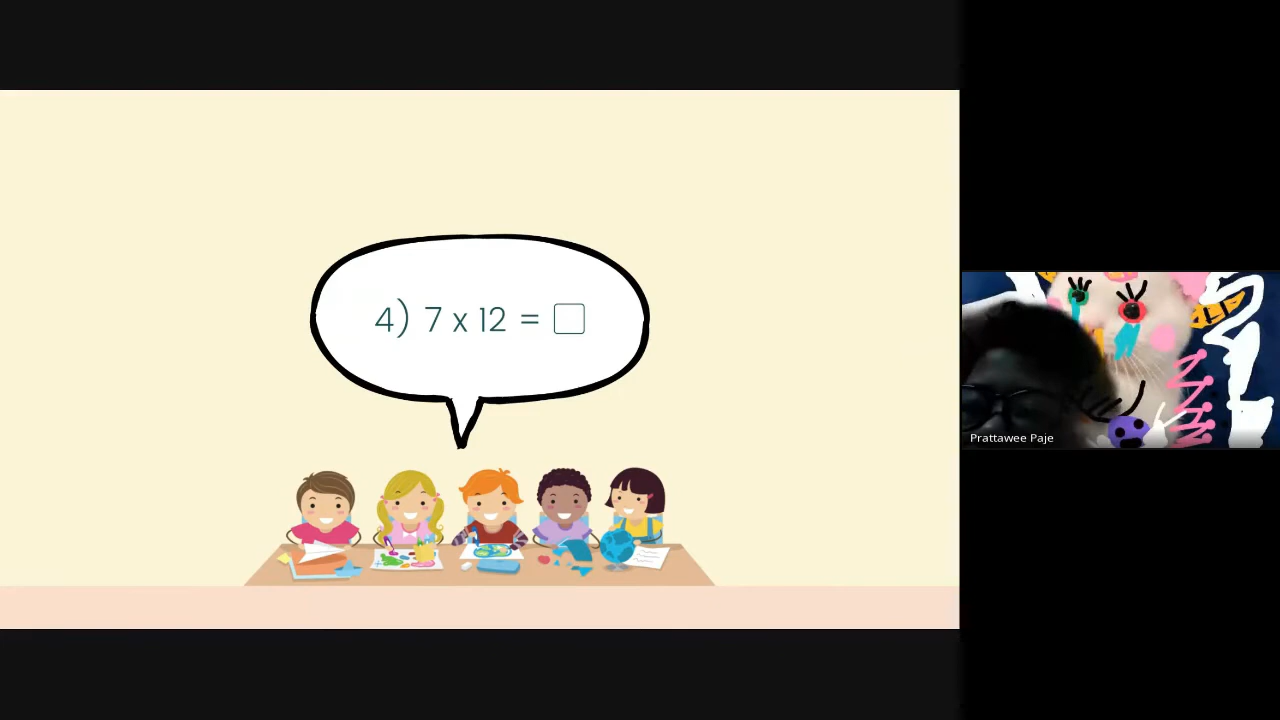 4) 7 x 12 = □
Prattawee Paje